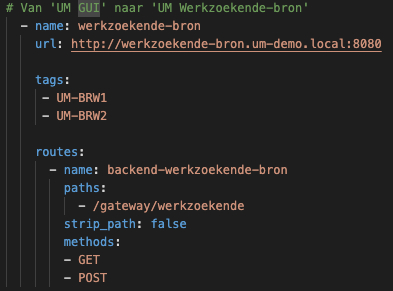 # Van 'UM GUI' naar 'UM Werkzoekende-bron'
- name: werkzoekende-bron
url: http://werkzoekende-bron.um-demo.local:8080
tags:
- UM-BRW1
- UM-BRW2
routes:
- name: backend-werkzoekende-bron
paths:
- /gateway/werkzoekende
strip_path: false
methods:
- GET
- POST